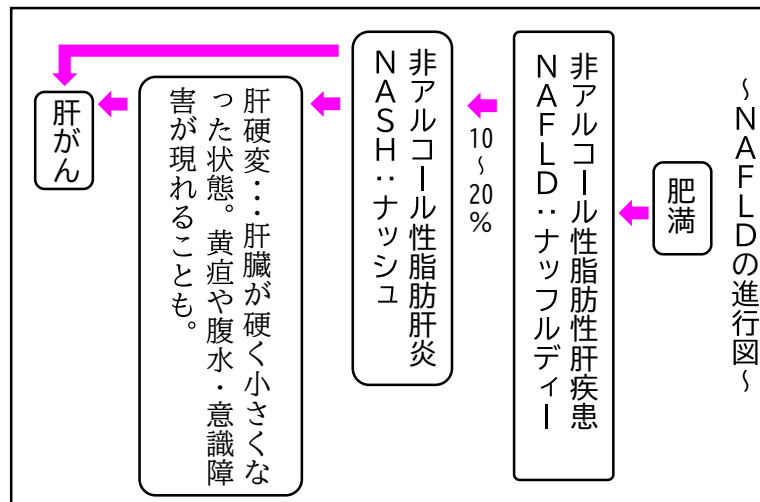 ～ＮＡＦＬＤの進行図～
肥満
非アルコール性脂肪性肝疾患
ＮＡＦＬＤ：ナッフルディー
10～20％
非アルコール性脂肪肝炎
ＮＡＳＨ：ナッシュ
肝硬変・・・肝臓が硬く小さくな
った状態。黄疸や腹水・意識障
害が現れることも。
肝がん